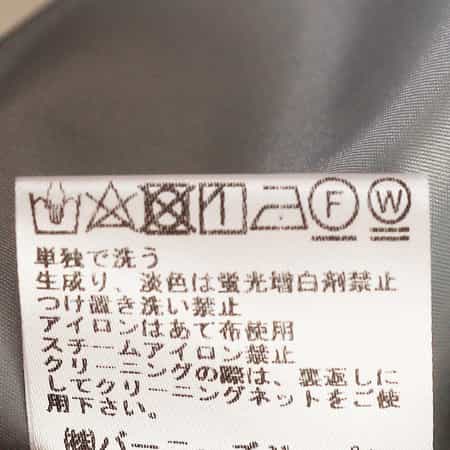 F W
単独で洗う
生成り、淡色は蛍光増白剤禁止
つけ置き洗い禁止
アイロンはあて布使用
スチームアイロン禁止
クリーニングの際は、裏返しに
してクリーニングネットをご使
用下さい。